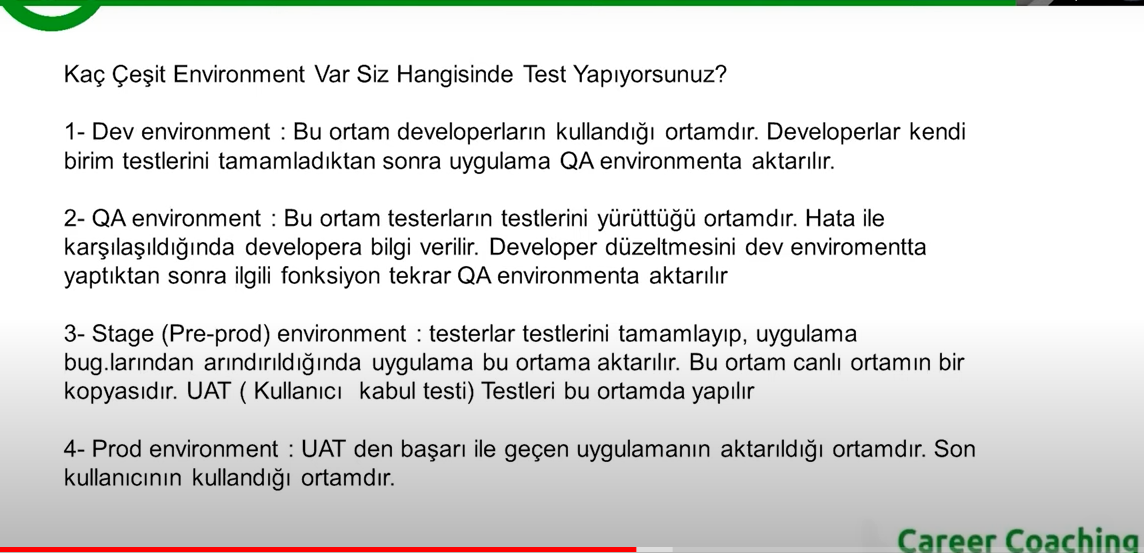 Kaç Çeşit Environment Var Siz Hangisinde Test Yapıyorsunuz?
1- Dev environment : Bu ortam developerların kullandığı ortamdır. Developerlar kendi
birim testlerini tamamladıktan sonra uygulama QA environmenta aktarılır.
2- QA environment : Bu ortam testerların testlerini yürüttüğü ortamdır. Hata ile
karşılaşıldığında developera bilgi verilir. Developer düzeltmesini dev enviromentta
yaptıktan sonra ilgili fonksiyon tekrar QA environmenta aktarılır
3- Stage (Pre-prod) environment : testerlar testlerini tamamlayıp, uygulama
bug.larından arındırıldığında uygulama bu ortama aktarılır. Bu ortam canlı ortamın bir
kopyasıdır. UAT ( Kullanıcı kabul testi) Testleri bu ortamda yapılır
4- Prod environment : UAT den başarı ile geçen uygulamanın aktarıldığı ortamdır. Son
kullanıcının kullandığı ortamdır.
Career Coaching